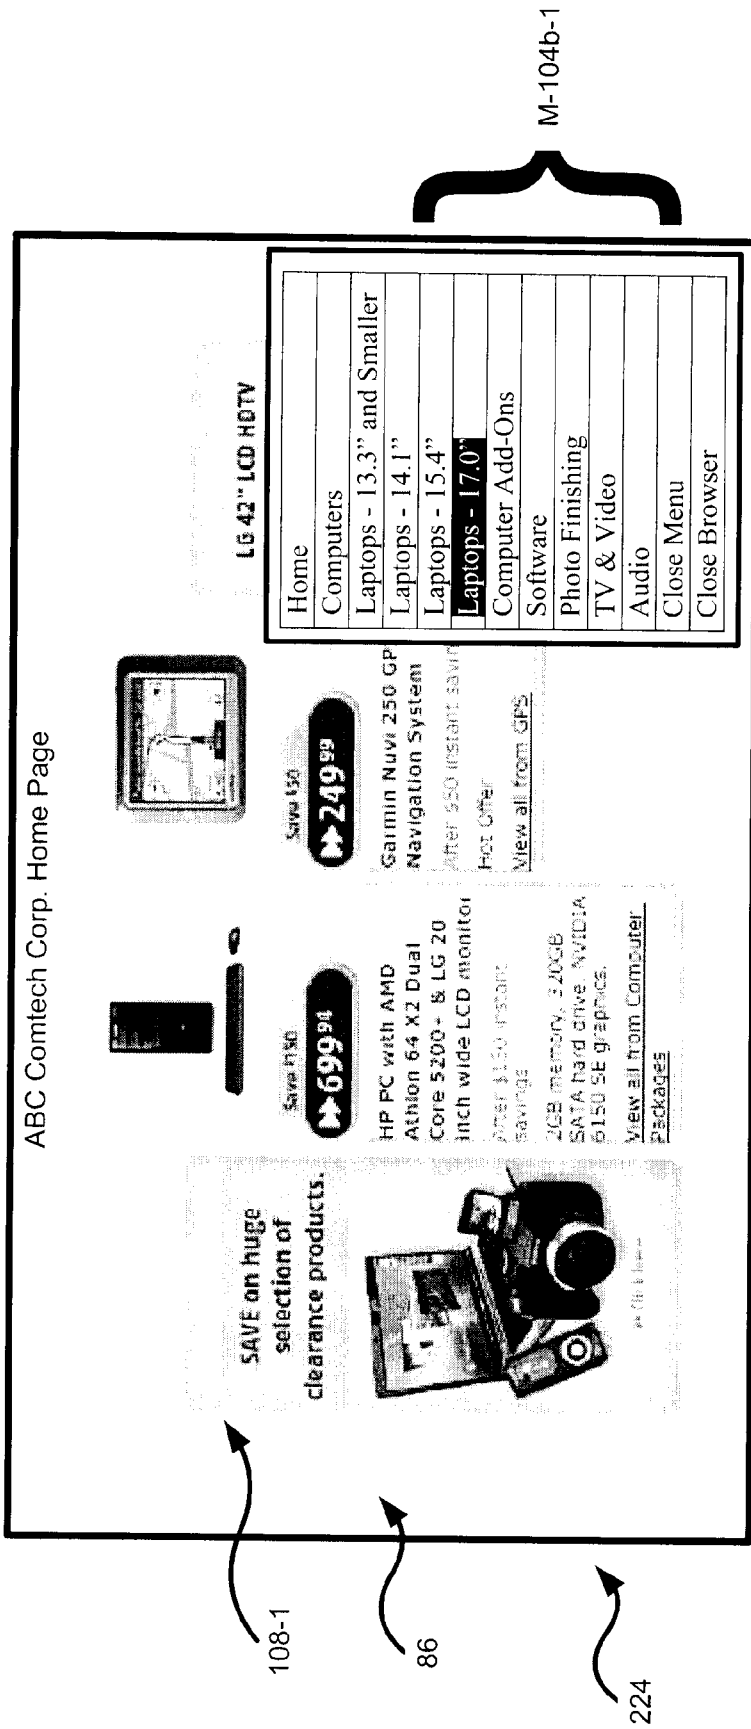 ABC Comtech Corp. Home Page
SAVE on huge
selection of
clearance products.
Save $150
699 94
HP PC with AMD
Athlon 64 X2 Dual
Core 5200+ & LG 20
inch wide LCD monitor
After $150 instant
savings
2GB memory, 320GB
SATA hard drive, NVIDIA
6150 SE graphics.
View all from Computer
Packages
Save $50
249 99
Garmin Nuvi 250 GP
Navigation System
After $50 instant savin
Hot Offer
View all from GPS
LG 42" LCD HDTV
Home
Computers
Laptops - 13.3” and Smaller
Laptops - 14.1”
Laptops - 15.4”
Laptops - 17.0”
Computer Add-Ons
Software
Photo Finishing
TV & Video
Audio
Close Menu
Close Browser
M-104b-1
108-1
86
224